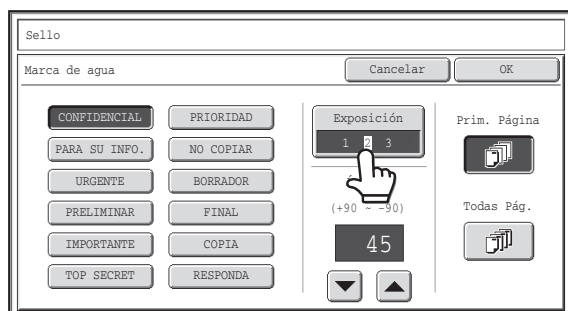 Sello
Marca de agua
Cancelar
OK
CONFIDENCIAL
PRIORIDAD
PARA SU INFO.
NO COPIAR
URGENTE
BORRADOR
PRELIMINAR
FINAL
IMPORTANTE
COPIA
TOP SECRET
RESPONDA
Exposición
1 2 3
(+90 ~ -90)
45
Prim. Página
Todas Pág.